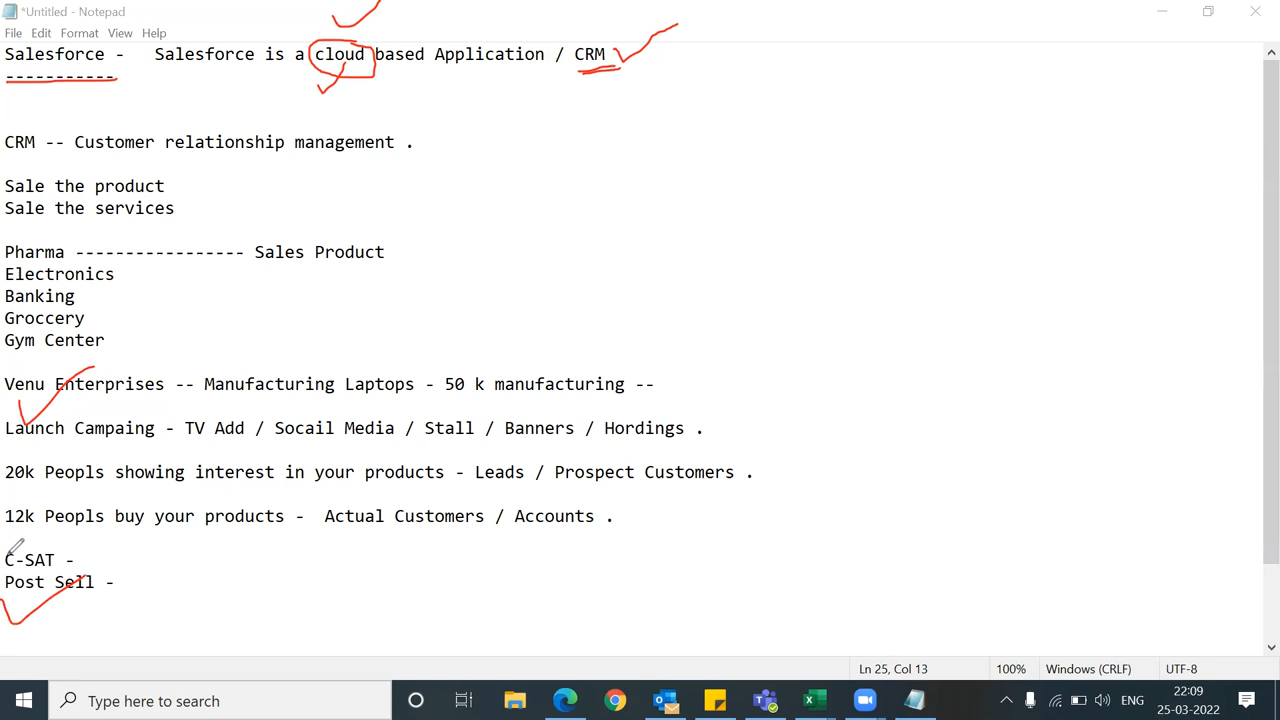 *Untitled - Notepad
File Edit Format View Help
Salesforce - Salesforce is a cloud based Application / CRM
-----------
CRM -- Customer relationship management .
Sale the product
Sale the services
Pharma ----------------- Sales Product
Electronics
Banking
Groccery
Gym Center
Venu Enterprises -- Manufacturing Laptops - 50 k manufacturing --
Launch Campaing - TV Add / Socail Media / Stall / Banners / Hordings .
20k Peopls showing interest in your products - Leads / Prospect Customers .
12k Peopls buy your products - Actual Customers / Accounts .
C-SAT -
Post Sell -
Ln 25, Col 13 100% Windows (CRLF) UTF-8
Type here to search
ENG
22:09
25-03-2022